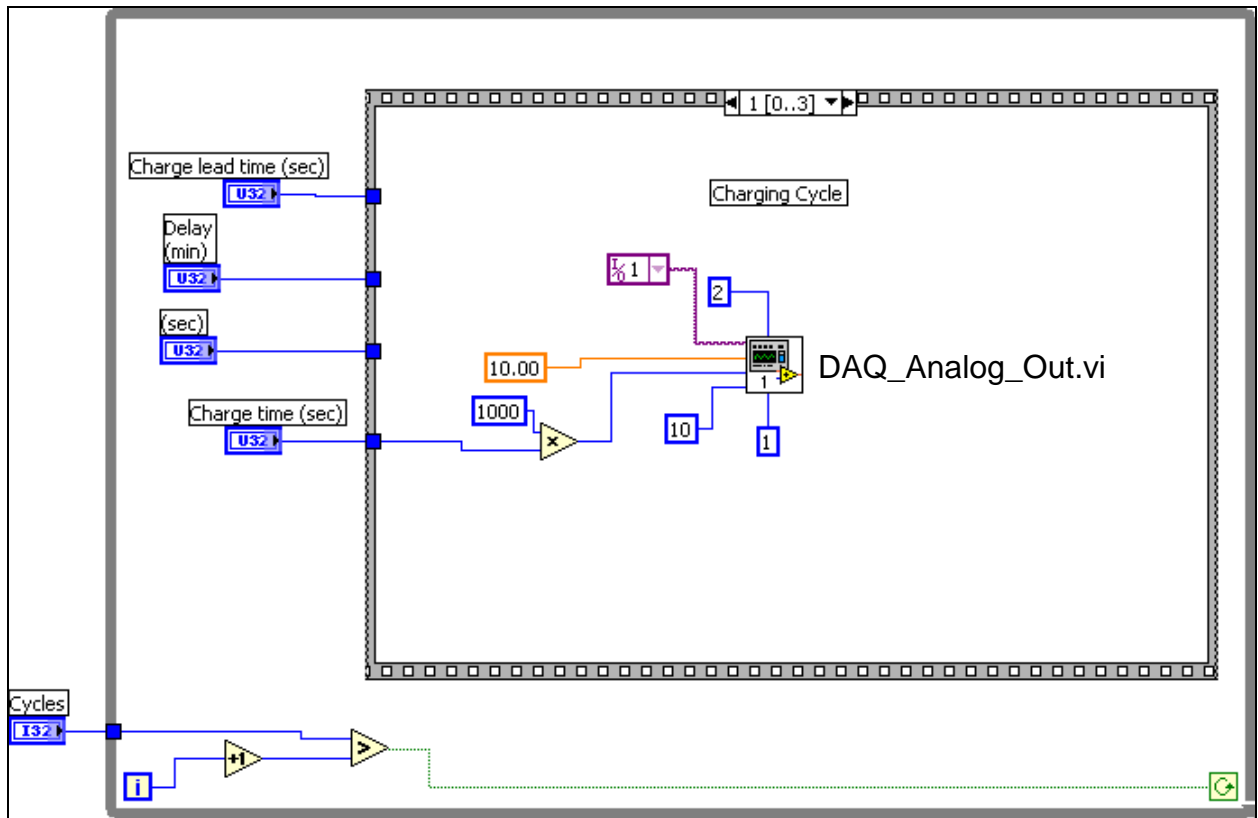 1 [0..3]
Charge lead time (sec)
U32
Charging Cycle
Delay
(min)
U32
I/O 1
2
(sec)
U32
10.00
DAQ_Analog_Out.vi
1
Charge time (sec)
U32
1000
x
10
1
Cycles
I32
+1
>
i